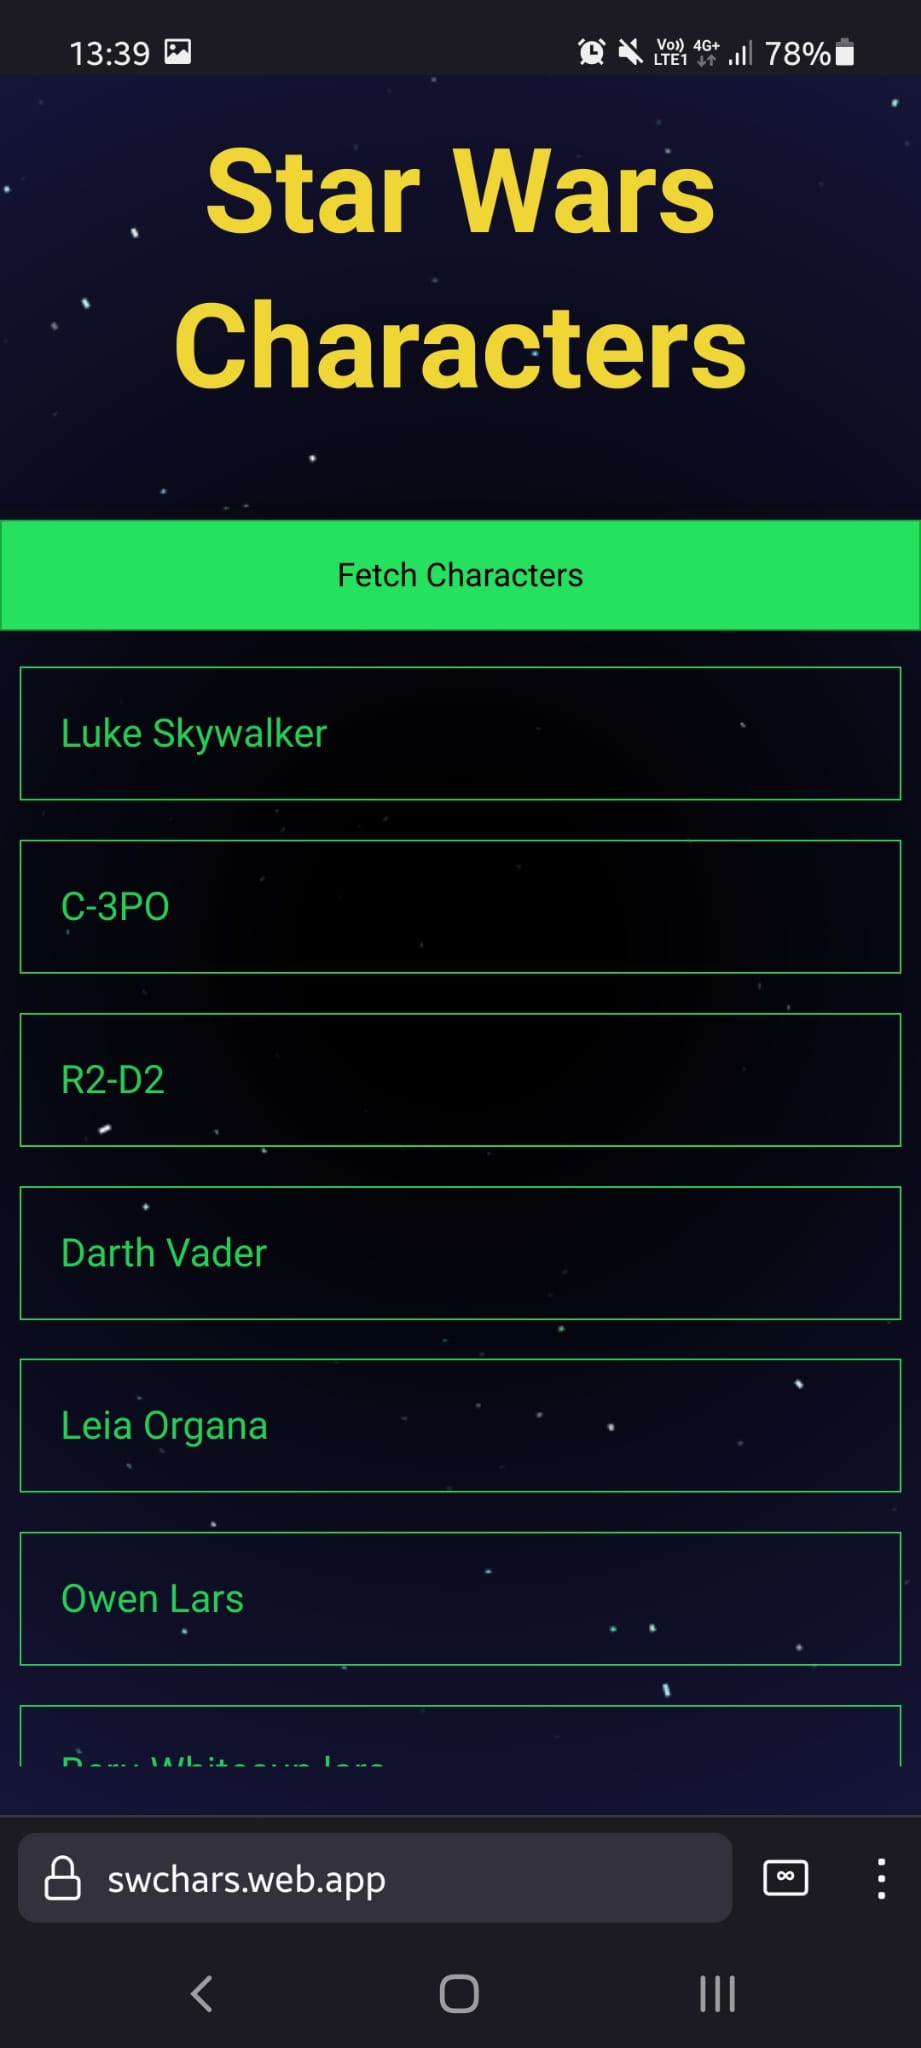 13:39
Vo)) 4G+ 78%
LTE1
Star Wars
Characters
Fetch Characters
Luke Skywalker
C-3PO
R2-D2
Darth Vader
Leia Organa
Owen Lars
swchars.web.app